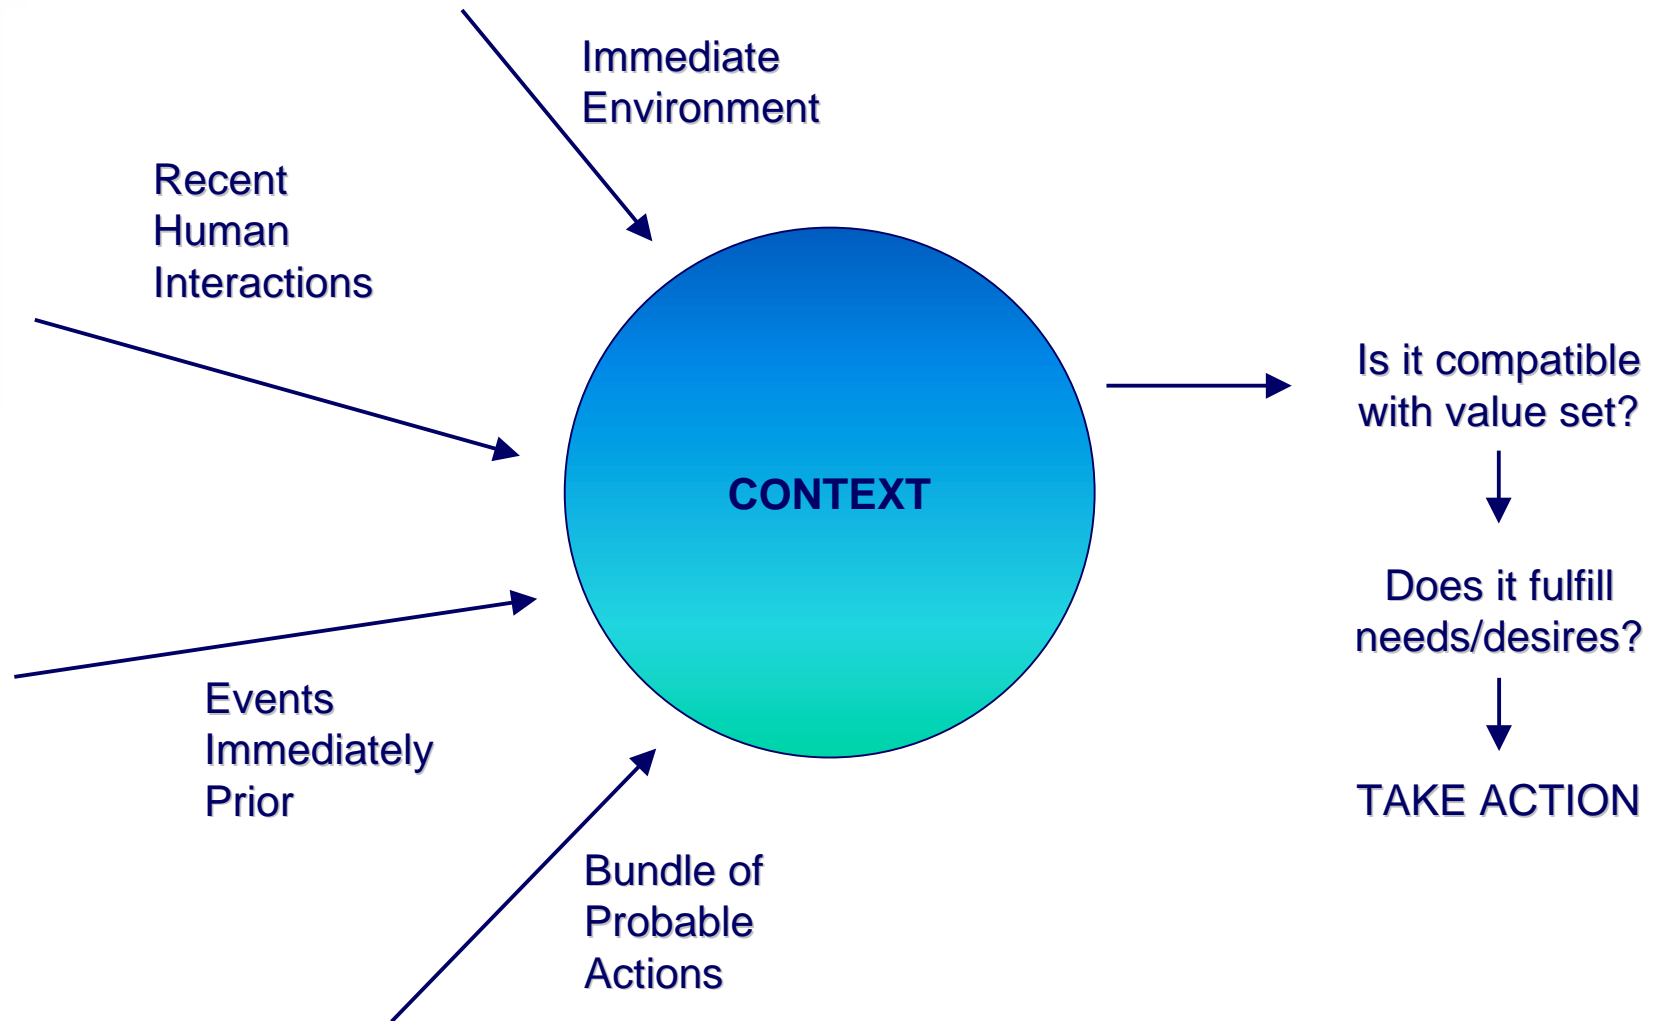 Immediate
Environment
Recent
Human
Interactions
CONTEXT
Events
Immediately
Prior
Bundle of
Probable
Actions
Is it compatible
with value set?
Does it fulfill
needs/desires?
TAKE ACTION